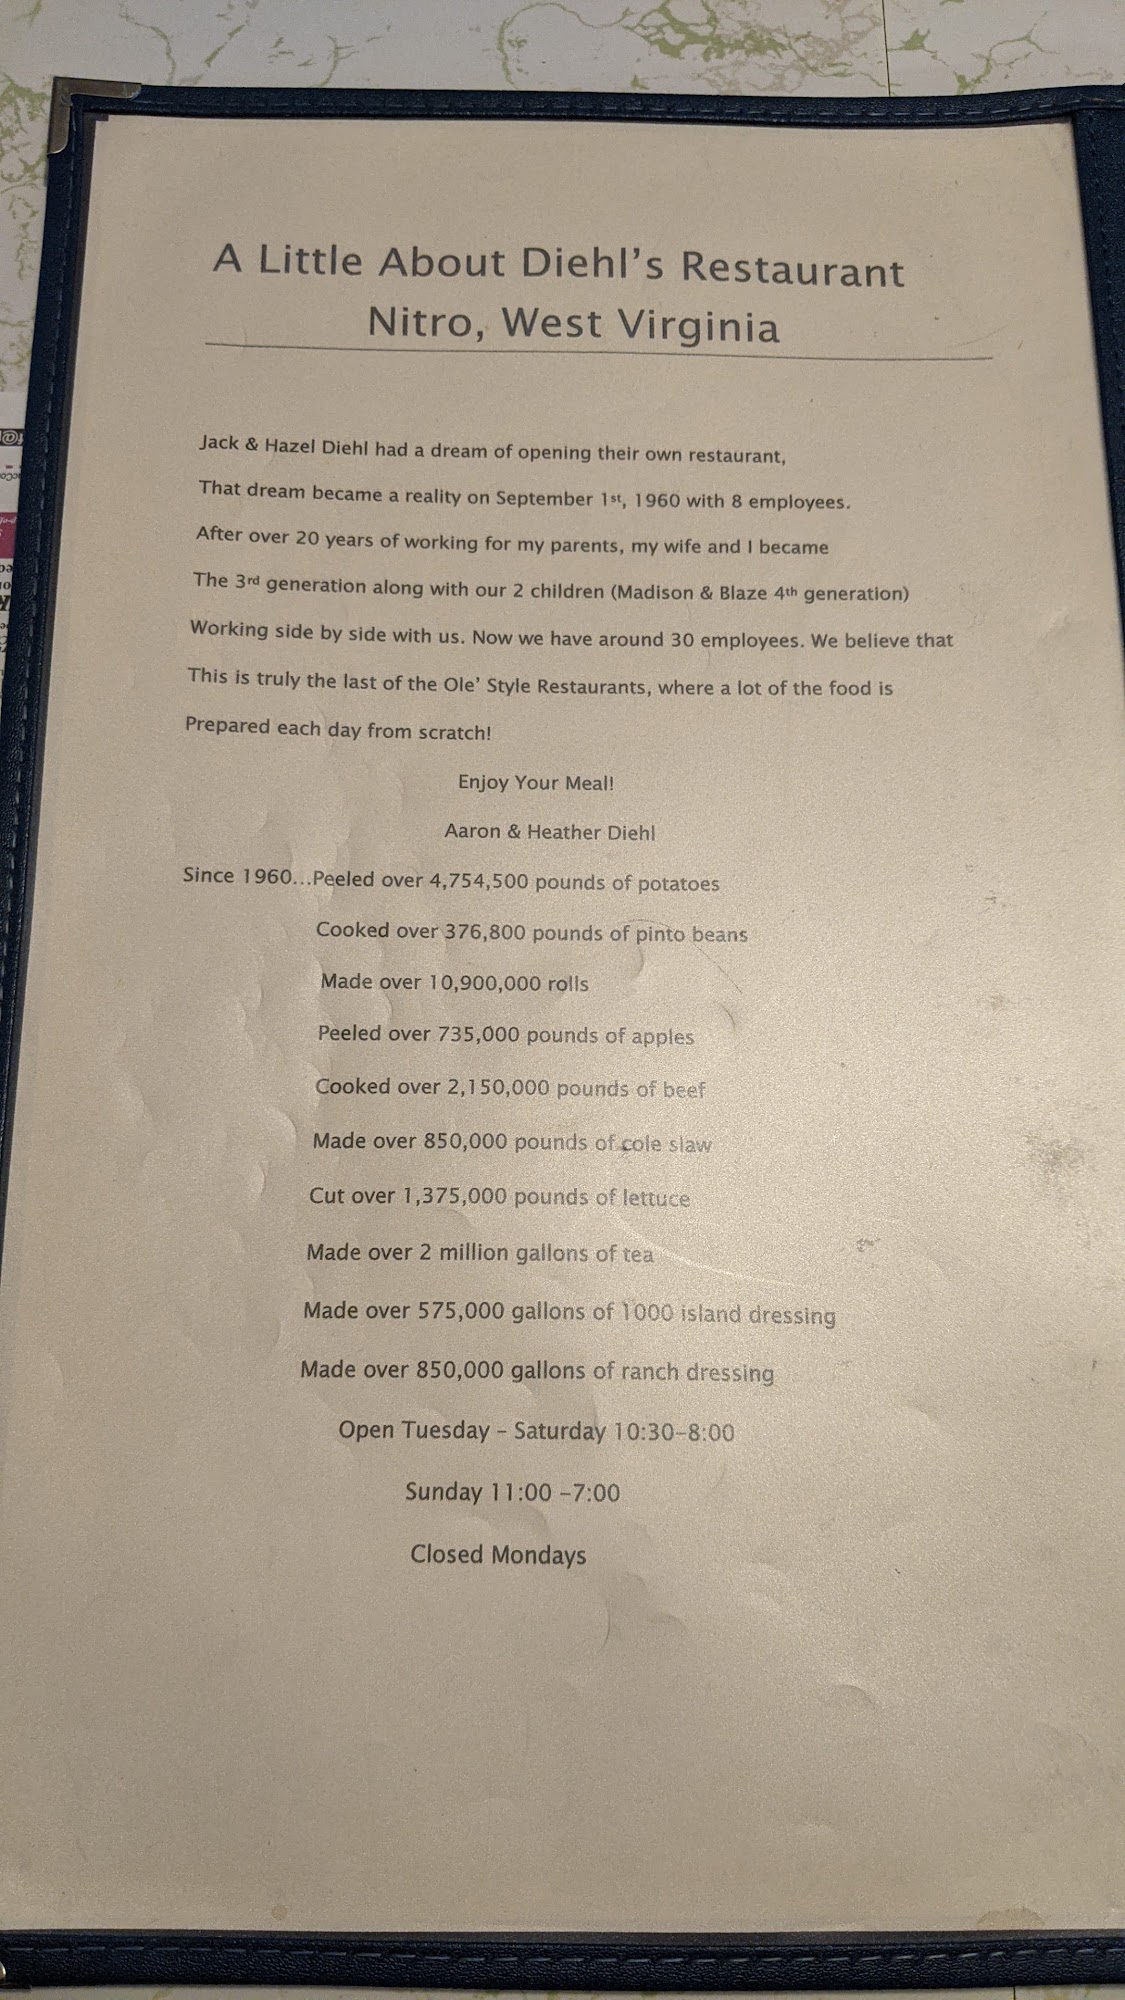 A Little About Diehl's Restaurant
Nitro, West Virginia
Jack & Hazel Diehl had a dream of opening their own restaurant,
That dream became a reality on September 1st, 1960 with 8 employees.
After over 20 years of working for my parents, my wife and I became
The 3rd generation along with our 2 children (Madison & Blaze 4th generation)
Working side by side with us. Now we have around 30 employees. We believe that
This is truly the last of the Ole' Style Restaurants, where a lot of the food is
Prepared each day from scratch!
Enjoy Your Meal!
Aaron & Heather Diehl
Since 1960...Peeled over 4,754,500 pounds of potatoes
Cooked over 376,800 pounds of pinto beans
Made over 10,900,000 rolls
Peeled over 735,000 pounds of apples
Cooked over 2,150,000 pounds of beef
Made over 850,000 pounds of cole slaw
Cut over 1,375,000 pounds of lettuce
Made over 2 million gallons of tea
Made over 575,000 gallons of 1000 island dressing
Made over 850,000 gallons of ranch dressing
Open Tuesday – Saturday 10:30–8:00
Sunday 11:00 –7:00
Closed Mondays